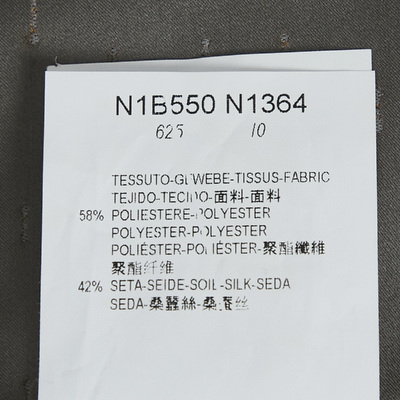 N1B550 N1364
625 10
TESSUTO-GEWEBE-TISSUS-FABRIC
TEJIDO-TECIDO-面料-面料
58% POLIESTERE-POLYESTER
POLYESTER-POLYESTER
POLIÉSTER-POLIÉSTER-聚酯纖維
聚酯纤维
42% SETA-SEIDE-SOIE-SILK-SEDA
SEDA-桑蠶絲-桑蚕丝